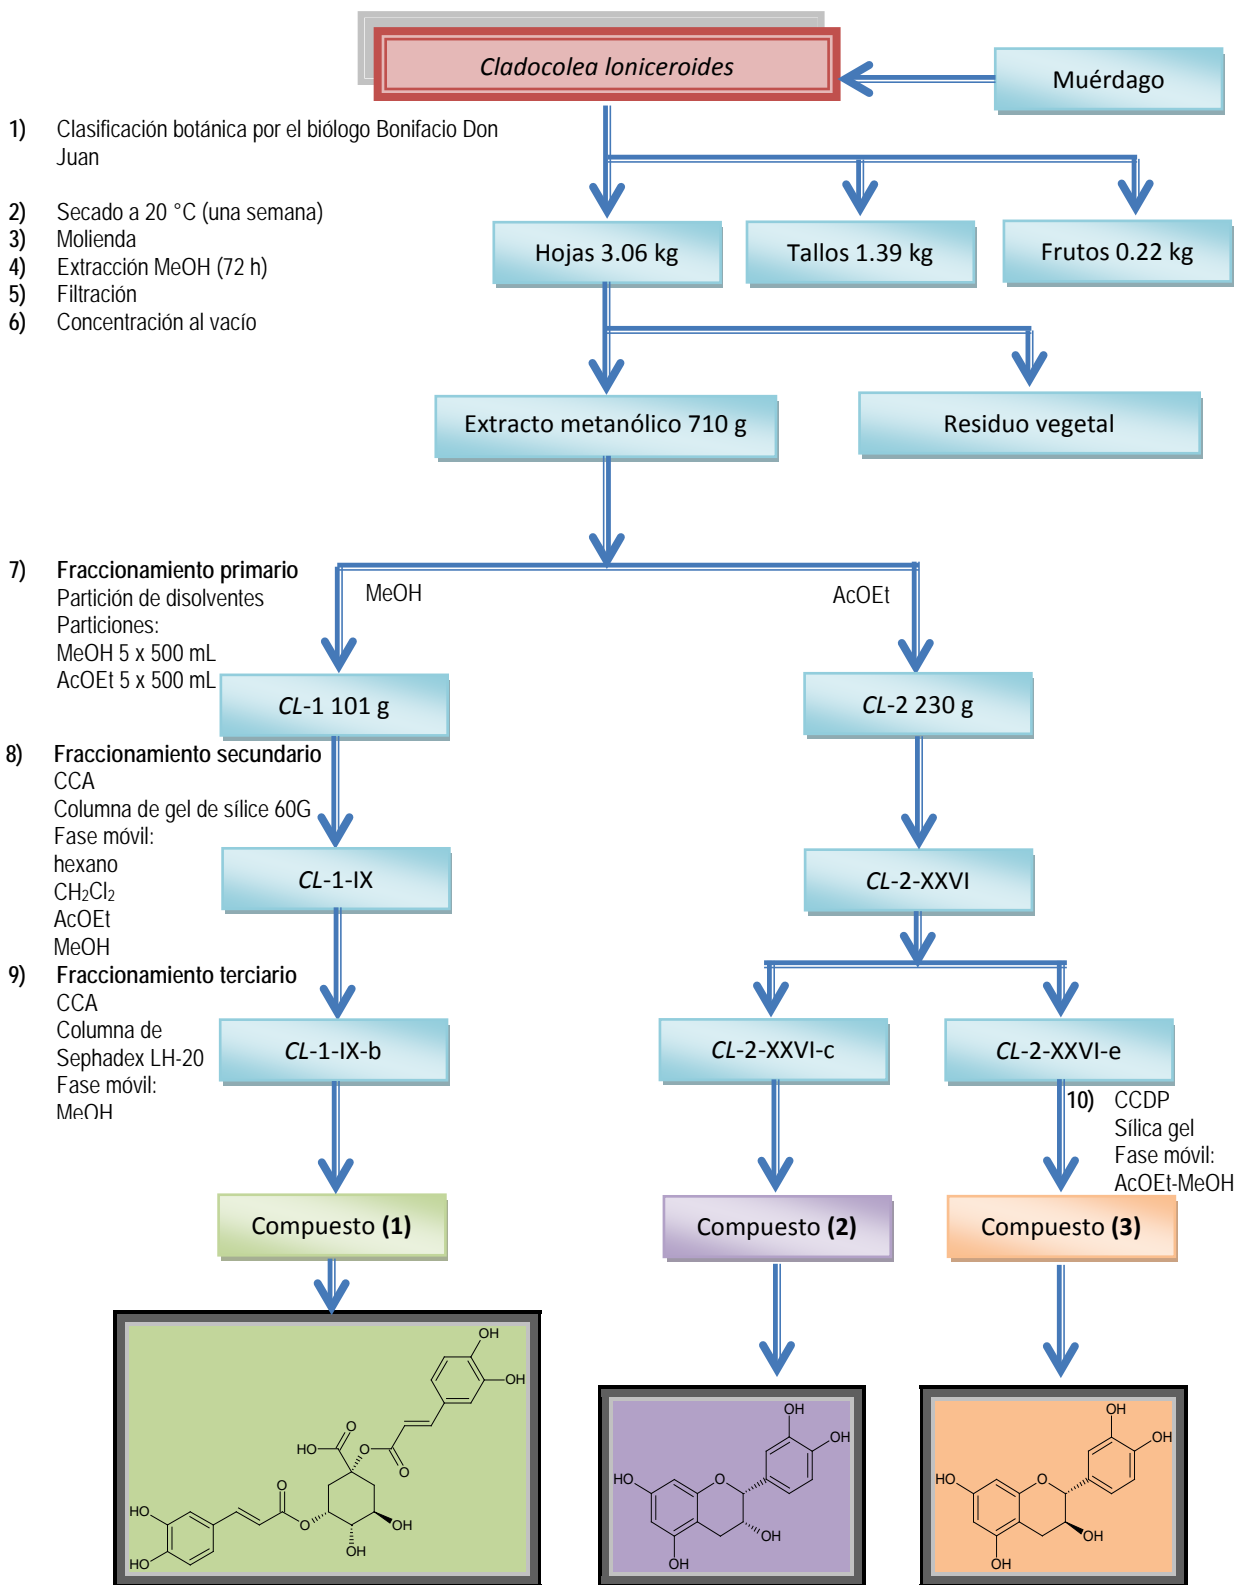 Cladocolea loniceroides
Muérdago
1) Clasificación botánica por el biólogo Bonifacio Don
Juan
2) Secado a 20 °C (una semana)
3) Molienda
4) Extracción MeOH (72 h)
5) Filtración
6) Concentración al vacío
Hojas 3.06 kg
Tallos 1.39 kg
Frutos 0.22 kg
Extracto metanólico 710 g
Residuo vegetal
7) Fraccionamiento primario
Partición de disolventes
Particiones:
MeOH 5 x 500 mL
AcOEt 5 x 500 mL
MeOH
AcOEt
CL-1 101 g
CL-2 230 g
8) Fraccionamiento secundario
CCA
Columna de gel de sílice 60G
Fase móvil:
hexano
CH₂Cl₂
AcOEt
MeOH
CL-1-IX
CL-2-XXVI
9) Fraccionamiento terciario
CCA
Columna de
Sephadex LH-20
Fase móvil:
MeOH
CL-1-IX-b
CL-2-XXVI-c
CL-2-XXVI-e
10) CCDP
Sílica gel
Fase móvil:
AcOEt-MeOH
Compuesto (1)
Compuesto (2)
Compuesto (3)
OH
OH
O
HO
O
O
HO
O
O
OH
HO
OH
OH
OH
HO
O
OH
OH
OH
OH
HO
O
OH
OH